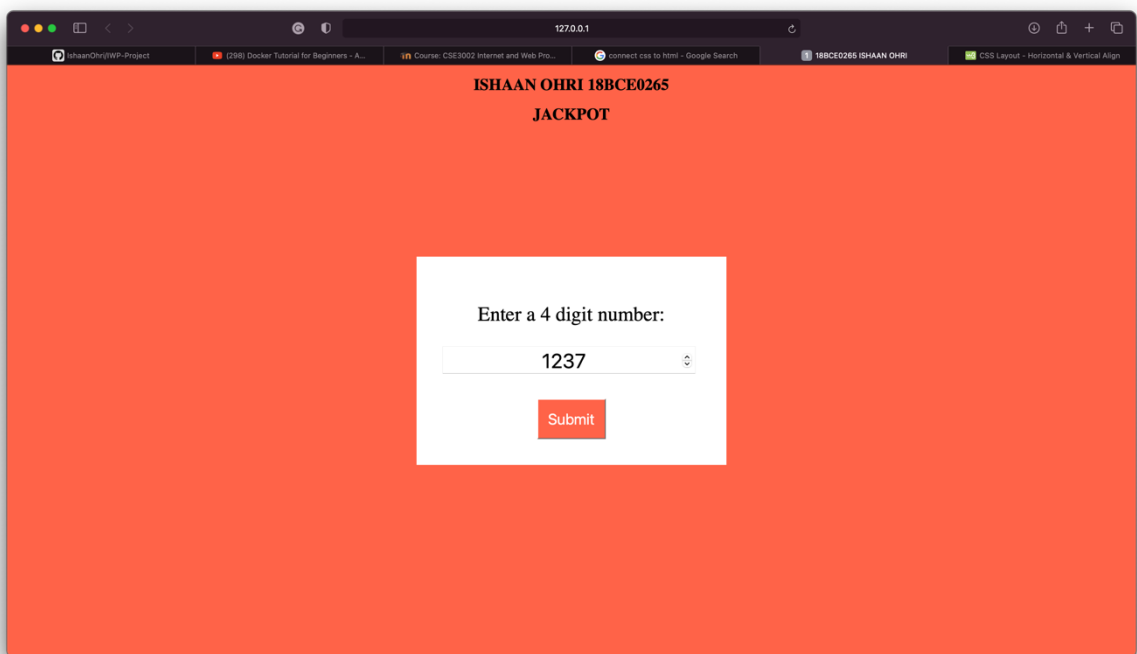 127.0.0.1
IshaanOhri/IWP-Project
(298) Docker Tutorial for Beginners - A...
Course: CSE3002 Internet and Web Pro...
connect css to html - Google Search
1 18BCE0265 ISHAAN OHRI
CSS Layout - Horizontal & Vertical Align
ISHAAN OHRI 18BCE0265
JACKPOT
Enter a 4 digit number:
1237
Submit